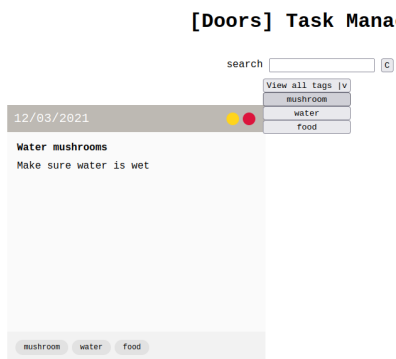 [Doors] Task Mana
search
C
View all tags |v
mushroom
water
food
12/03/2021
Water mushrooms
Make sure water is wet
mushroom water food